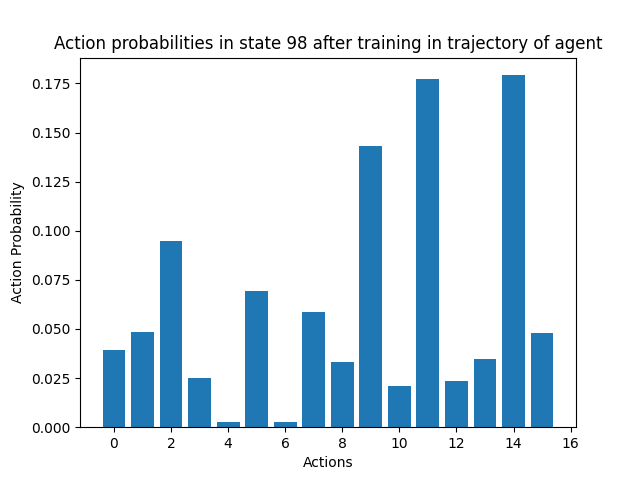 Action probabilities in state 98 after training in trajectory of agent
0.175
0.150
0.125
0.100
0.075
0.050
0.025
0.000
Action Probability
0 2 4 6 8 10 12 14 16
Actions